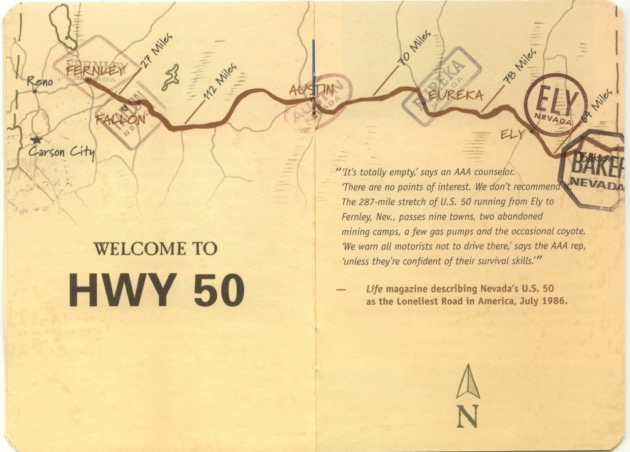 70 Miles
27 Miles
78 Miles
FERNLEY
112 Miles
Reno
AUSTIN
EUREKA
EUREKA
ELY
NEVADA
Miles
FALLON
AUSTIN
ELY
Carson City
BAKER
NEVADA
“‘It's totally empty,’ says an AAA counselor.
‘There are no points of interest. We don't recommend it.
The 287-mile stretch of U.S. 50 running from Ely to
Fernley, Nev., passes nine towns, two abandoned
mining camps, a few gas pumps and the occasional coyote.
‘We warn all motorists not to drive there,’ says the AAA rep,
‘unless they're confident of their survival skills.’”
WELCOME TO
HWY 50
— Life magazine describing Nevada's U.S. 50
as the Loneliest Road in America, July 1986.
N